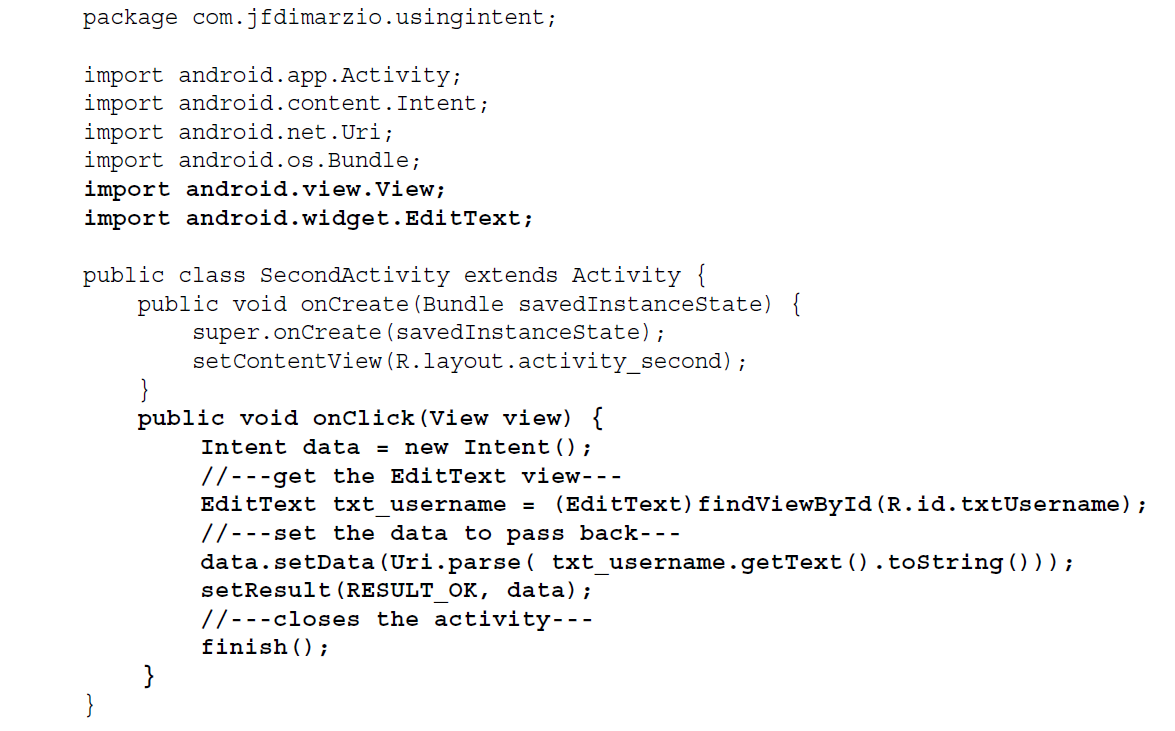 package com.jfdimarzio.usingintent;
import android.app.Activity;
import android.content.Intent;
import android.net.Uri;
import android.os.Bundle;
import android.view.View;
import android.widget.EditText;
public class SecondActivity extends Activity {
public void onCreate(Bundle savedInstanceState) {
super.onCreate(savedInstanceState);
setContentView(R.layout.activity_second);
}
public void onClick(View view) {
Intent data = new Intent();
//---get the EditText view---
EditText txt_username = (EditText)findViewById(R.id.txtUsername);
//---set the data to pass back---
data.setData(Uri.parse( txt_username.getText().toString()));
setResult(RESULT_OK, data);
//---closes the activity---
finish();
}
}